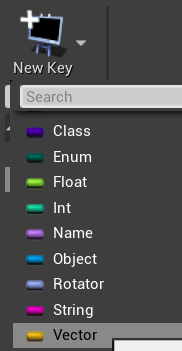 New Key
Search
Class
Enum
Float
Int
Name
Object
Rotator
String
Vector